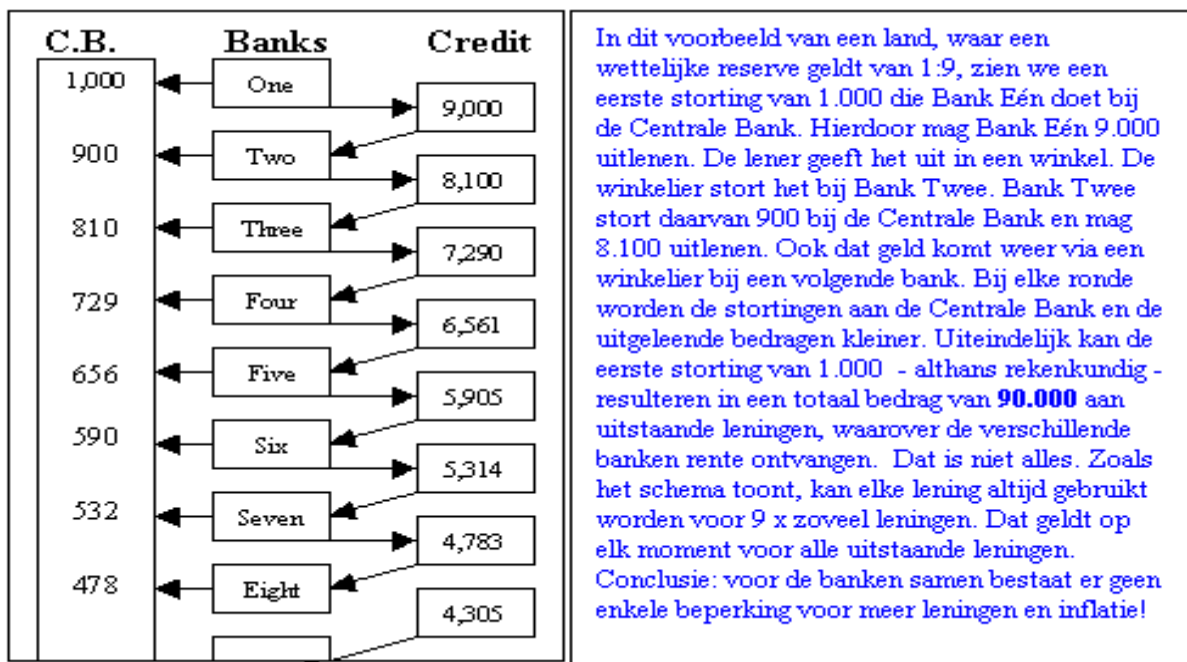 C.B. Banks Credit
1,000 One
9,000
900 Two
8,100
810 Three
7,290
729 Four
6,561
656 Five
5,905
590 Six
5,314
532 Seven
4,783
478 Eight
4,305
In dit voorbeeld van een land, waar een
wettelijke reserve geldt van 1:9, zien we een
eerste storting van 1.000 die Bank Eén doet bij
de Centrale Bank. Hierdoor mag Bank Eén 9.000
uitlenen. De lener geeft het uit in een winkel. De
winkelier stort het bij Bank Twee. Bank Twee
stort daarvan 900 bij de Centrale Bank en mag
8.100 uitlenen. Ook dat geld komt weer via een
winkelier bij een volgende bank. Bij elke ronde
worden de stortingen aan de Centrale Bank en de
uitgeleende bedragen kleiner. Uiteindelijk kan de
eerste storting van 1.000 - althans rekenkundig -
resulteren in een totaal bedrag van 90.000 aan
uitstaande leningen, waarover de verschillende
banken rente ontvangen. Dat is niet alles. Zoals
het schema toont, kan elke lening altijd gebruikt
worden voor 9 x zoveel leningen. Dat geldt op
elk moment voor alle uitstaande leningen.
Conclusie: voor de banken samen bestaat er geen
enkele beperking voor meer leningen en inflatie!